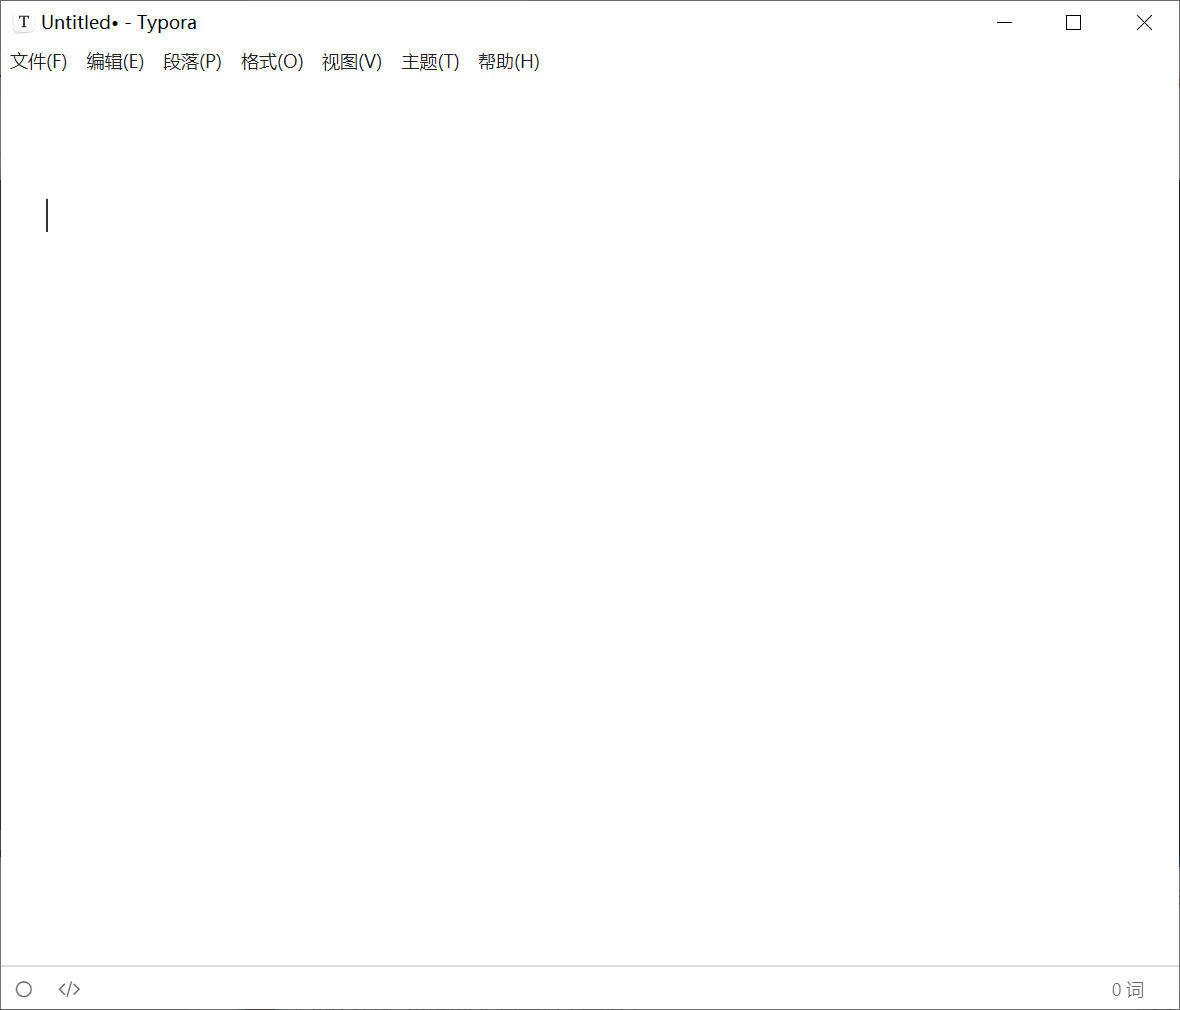 T Untitled• - Typora
文件(F) 编辑(E) 段落(P) 格式(O) 视图(V) 主题(T) 帮助(H)
</> 0 词